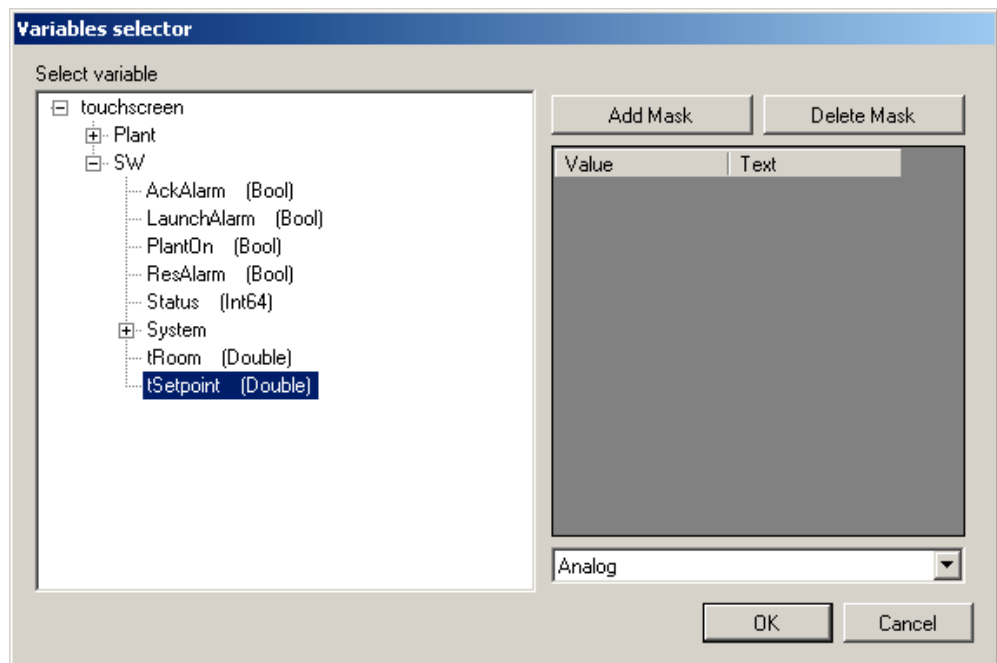 Variables selector
Select variable
touchscreen
Plant
SW
AckAlarm (Bool)
LaunchAlarm (Bool)
PlantOn (Bool)
ResAlarm (Bool)
Status (Int64)
System
tRoom (Double)
tSetpoint (Double)
Add Mask Delete Mask
Value Text
Analog
OK Cancel